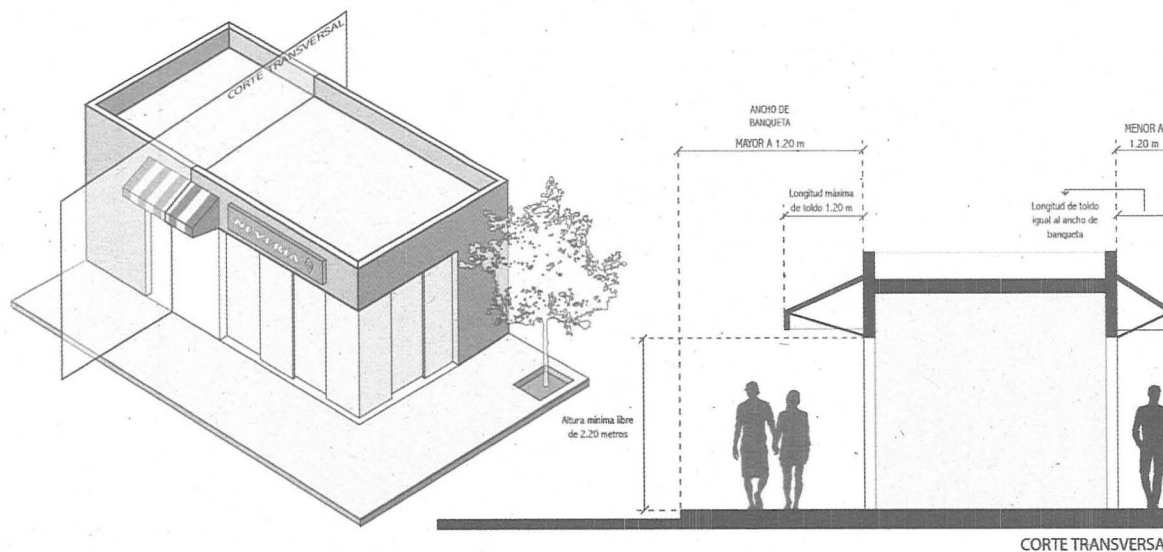 CORTE TRANSVERSAL
NEVERÍA
ANCHO DE
BANQUETA
MAYOR A 1.20 m
Longitud máxima
de toldo 1.20 m
MENOR A
1.20 m
Longitud de toldo
igual al ancho de
banqueta
Altura mínima libre
de 2.20 metros
CORTE TRANSVERSA